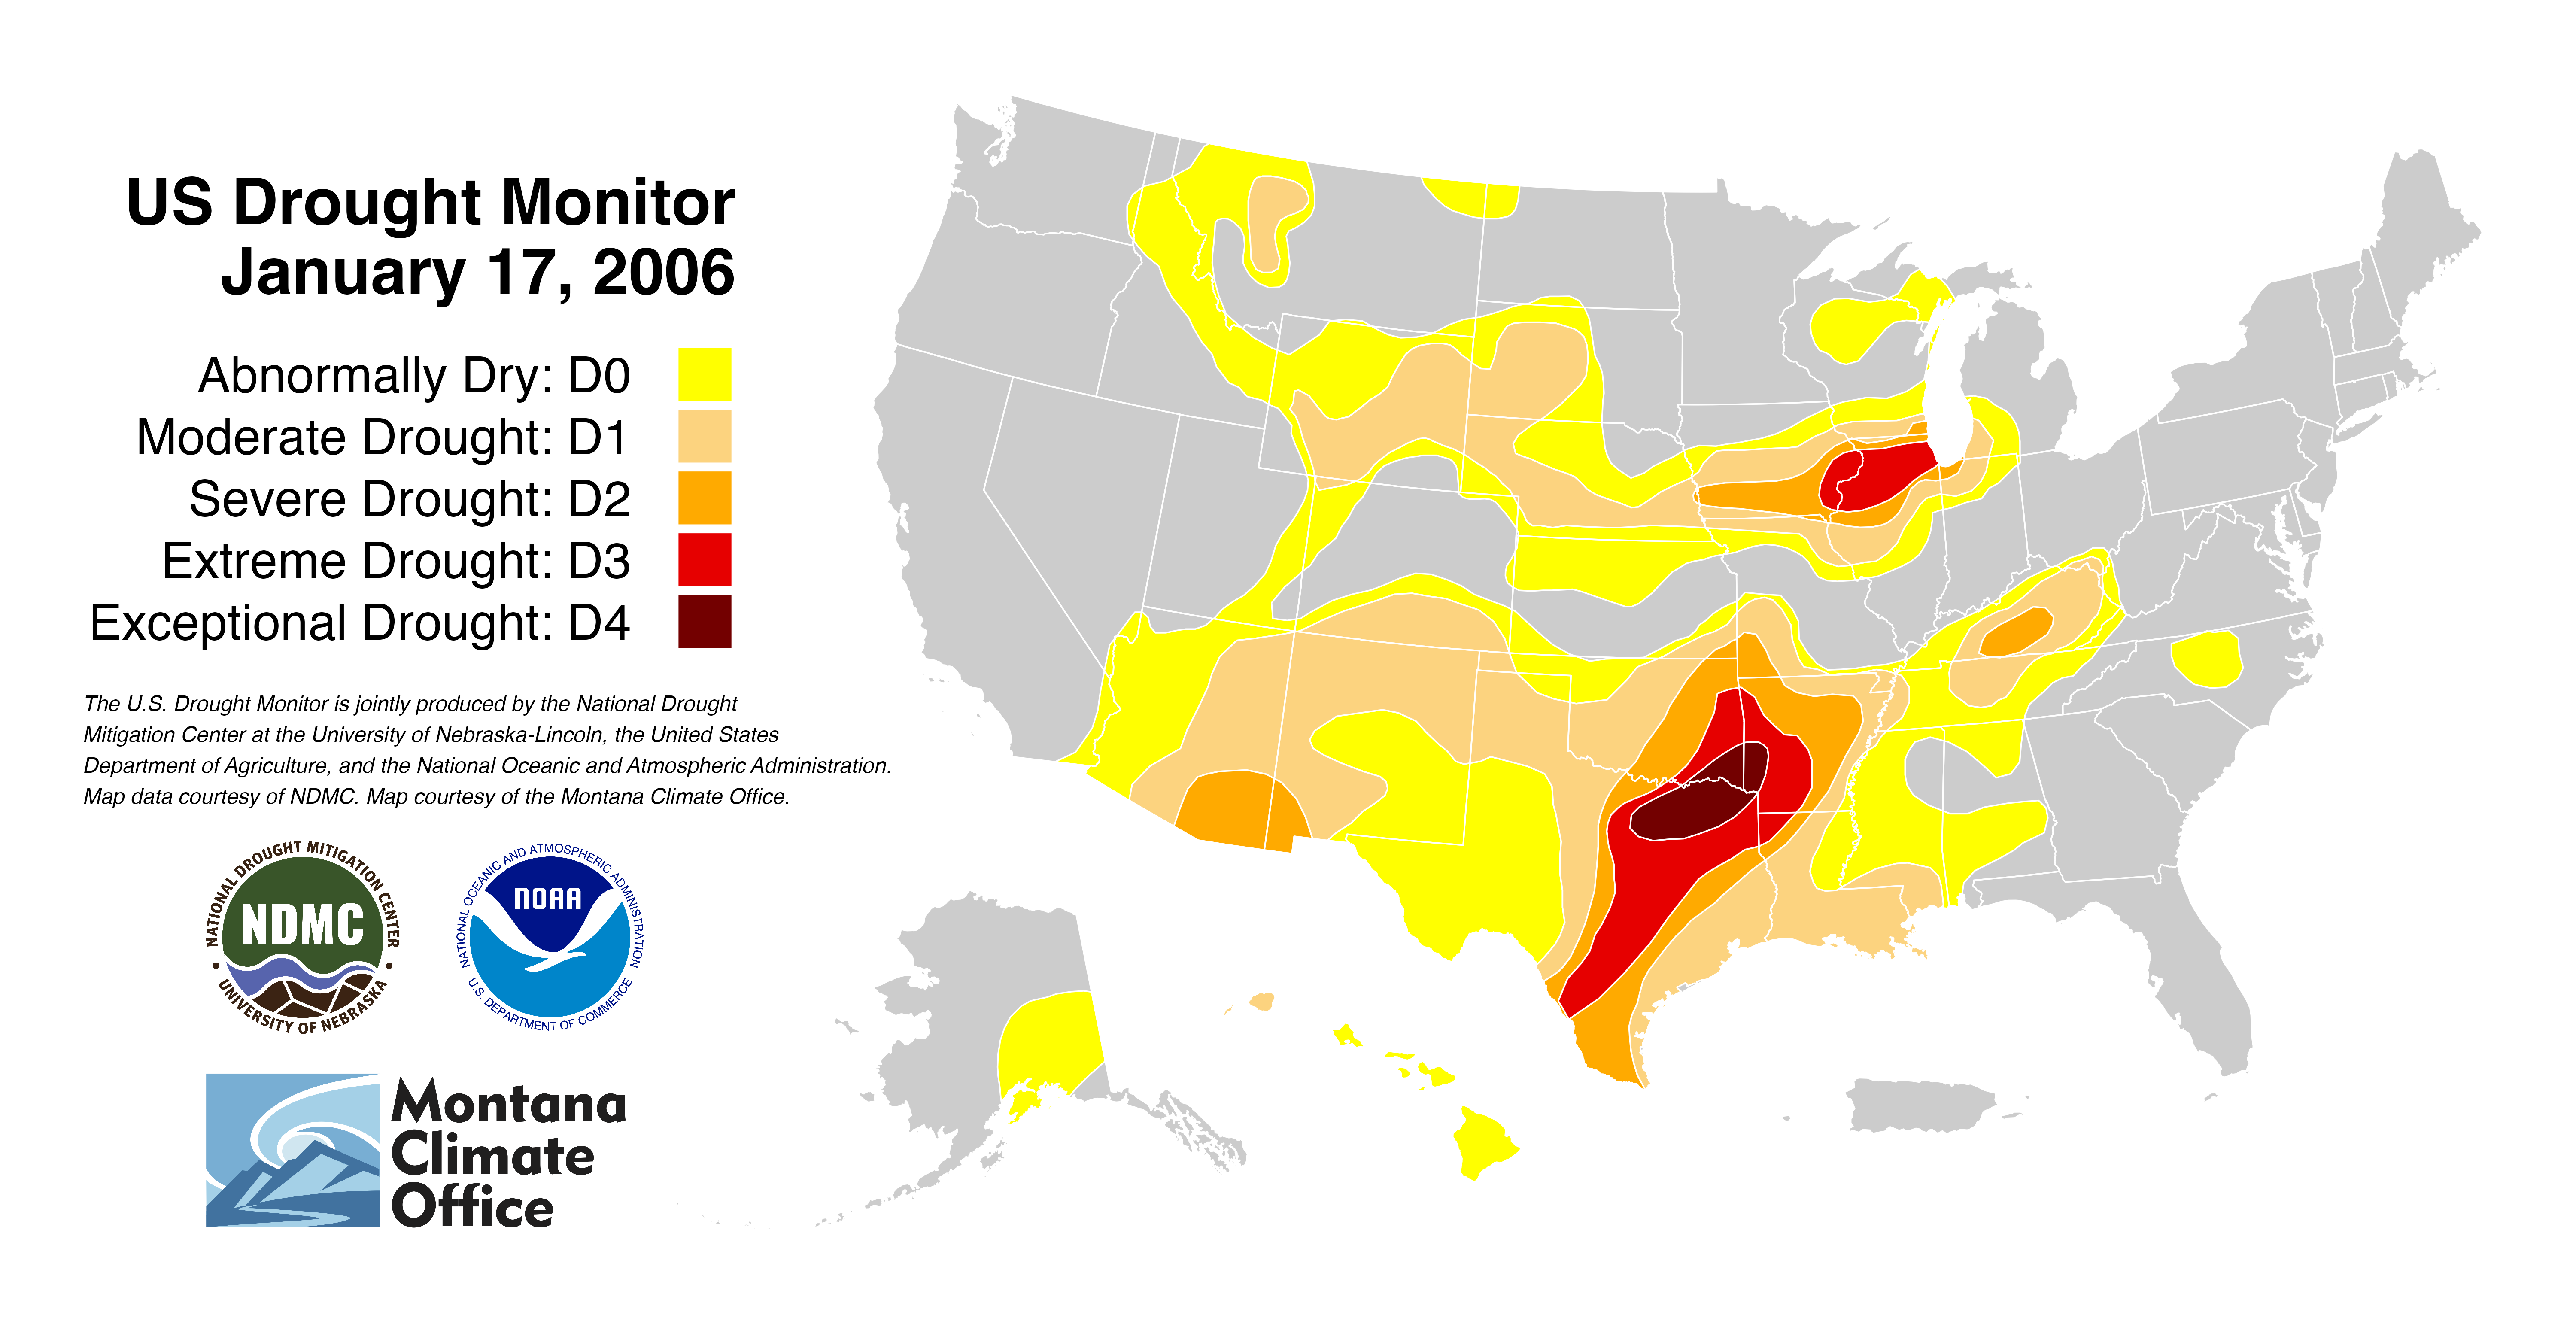 US Drought Monitor
January 17, 2006
Abnormally Dry: D0
Moderate Drought: D1
Severe Drought: D2
Extreme Drought: D3
Exceptional Drought: D4
The U.S. Drought Monitor is jointly produced by the National Drought
Mitigation Center at the University of Nebraska-Lincoln, the United States
Department of Agriculture, and the National Oceanic and Atmospheric Administration.
Map data courtesy of NDMC. Map courtesy of the Montana Climate Office.
NATIONAL DROUGHT MITIGATION CENTER
NDMC
• UNIVERSITY OF NEBRASKA •
NATIONAL OCEANIC AND ATMOSPHERIC ADMINISTRATION
NOAA
U.S. DEPARTMENT OF COMMERCE
Montana
Climate
Office